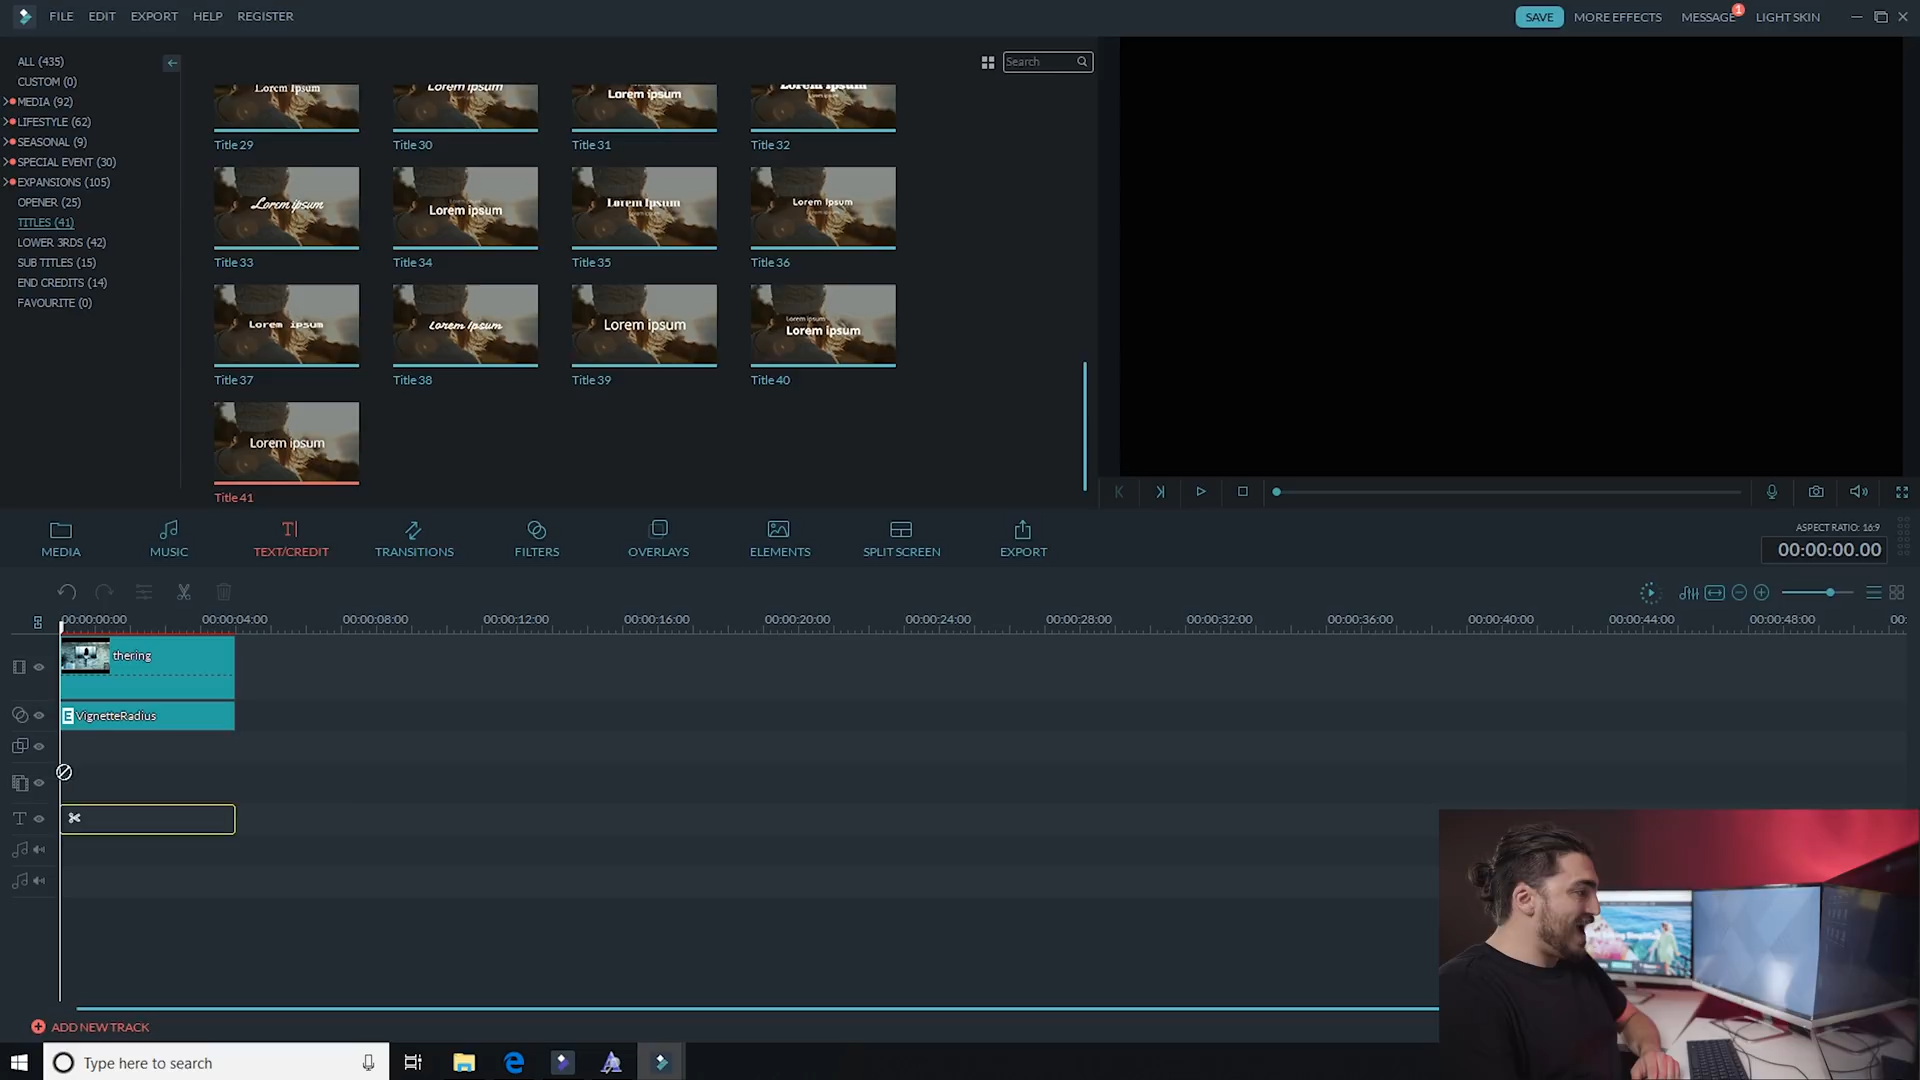 FILE EDIT EXPORT HELP REGISTER
SAVE MORE EFFECTS MESSAGE 1 LIGHT SKIN
ALL (435)
CUSTOM (0)
MEDIA (92)
LIFESTYLE (62)
SEASONAL (9)
SPECIAL EVENT (30)
EXPANSIONS (105)
OPENER (25)
TITLES (41)
LOWER 3RDS (42)
SUB TITLES (15)
END CREDITS (14)
FAVOURITE (0)
Search
Lorem Ipsum Lorem ipsum Lorem ipsum Lorem ipsum
Title 29 Title 30 Title 31 Title 32
Lorem ipsum Lorem ipsum Lorem ipsum Lorem ipsum
Title 33 Title 34 Title 35 Title 36
Lorem ipsum Lorem Ipsum Lorem ipsum Lorem ipsum
Lorem ipsum
Title 37 Title 38 Title 39 Title 40
Lorem ipsum
Title 41
MEDIA MUSIC TEXT/CREDIT TRANSITIONS FILTERS OVERLAYS ELEMENTS SPLIT SCREEN EXPORT
ASPECT RATIO: 16:9
00:00:00.00
00:00:00:00 00:00:04:00 00:00:08:00 00:00:12:00 00:00:16:00 00:00:20:00 00:00:24:00 00:00:28:00 00:00:32:00 00:00:36:00 00:00:40:00 00:00:44:00 00:00:48:00 00:
thering
E VignetteRadius
T
ADD NEW TRACK
Type here to search